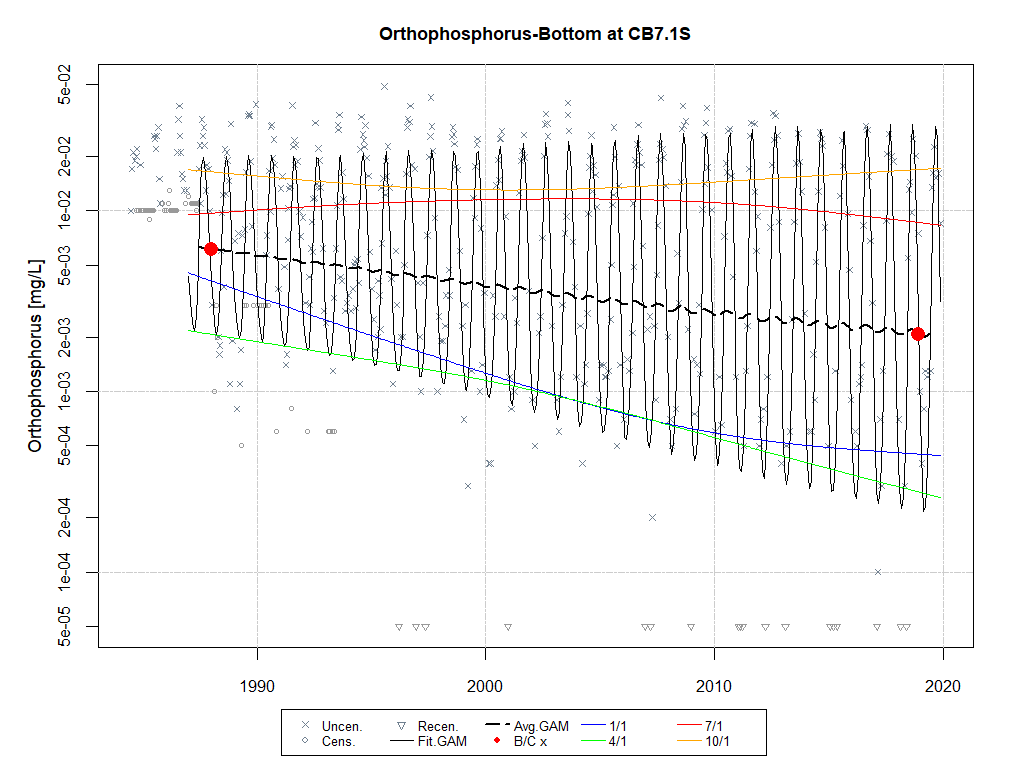 Orthophosphorus-Bottom at CB7.1S
Orthophosphorus [mg/L]
5e-02
2e-02
1e-02
5e-03
2e-03
1e-03
5e-04
2e-04
1e-04
5e-05
1990 2000 2010 2020
Uncen. Recen. Avg.GAM 1/1 7/1
Cens. Fit.GAM B/C x 4/1 10/1